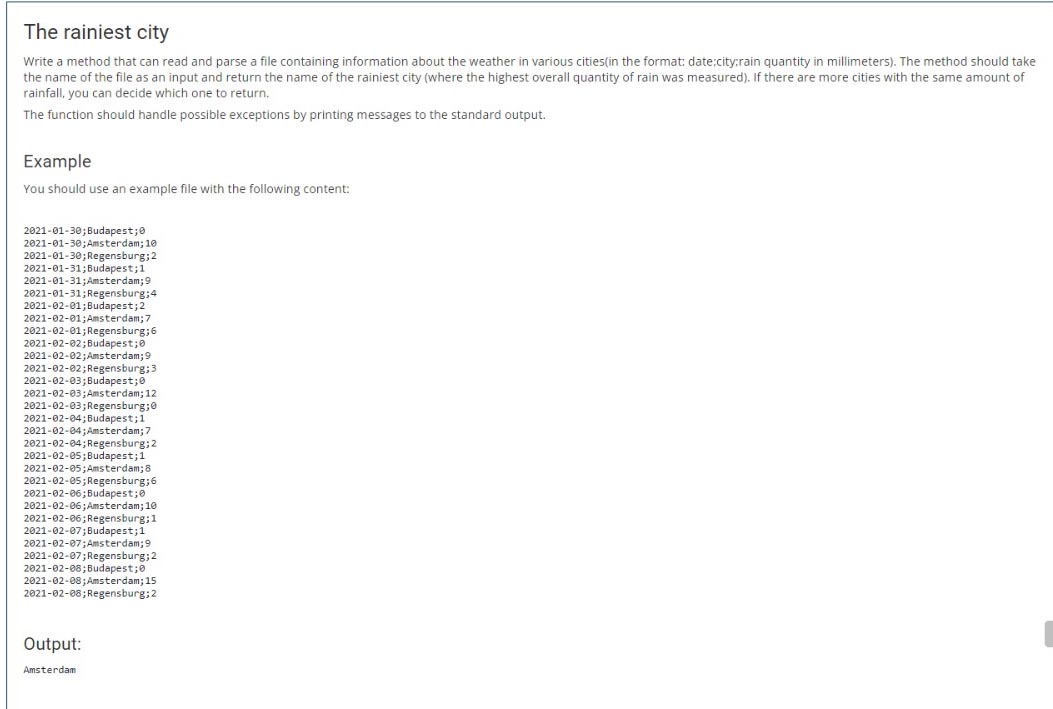 The rainiest city
Write a method that can read and parse a file containing information about the weather in various cities(in the format: date;city;rain quantity in millimeters). The method should take
the name of the file as an input and return the name of the rainiest city (where the highest overall quantity of rain was measured). If there are more cities with the same amount of
rainfall, you can decide which one to return.
The function should handle possible exceptions by printing messages to the standard output.
Example
You should use an example file with the following content:
2021-01-30;Budapest;0
2021-01-30;Amsterdam;10
2021-01-30;Regensburg;2
2021-01-31;Budapest;1
2021-01-31;Amsterdam;9
2021-01-31;Regensburg;4
2021-02-01;Budapest;2
2021-02-01;Amsterdam;7
2021-02-01;Regensburg;6
2021-02-02;Budapest;0
2021-02-02;Amsterdam;9
2021-02-02;Regensburg;3
2021-02-03;Budapest;0
2021-02-03;Amsterdam;12
2021-02-03;Regensburg;0
2021-02-04;Budapest;1
2021-02-04;Amsterdam;7
2021-02-04;Regensburg;2
2021-02-05;Budapest;1
2021-02-05;Amsterdam;8
2021-02-05;Regensburg;6
2021-02-06;Budapest;0
2021-02-06;Amsterdam;10
2021-02-06;Regensburg;1
2021-02-07;Budapest;1
2021-02-07;Amsterdam;9
2021-02-07;Regensburg;2
2021-02-08;Budapest;0
2021-02-08;Amsterdam;15
2021-02-08;Regensburg;2
Output:
Amsterdam